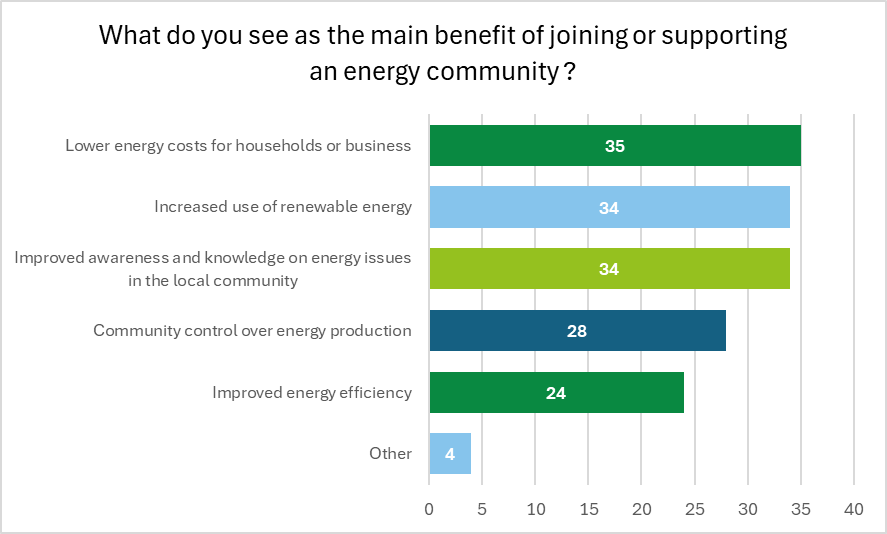 What do you see as the main benefit of joining or supporting
an energy community ?
Lower energy costs for households or business
35
Increased use of renewable energy
34
Improved awareness and knowledge on energy issues
in the local community
34
Community control over energy production
28
Improved energy efficiency
24
Other
4
0 5 10 15 20 25 30 35 40